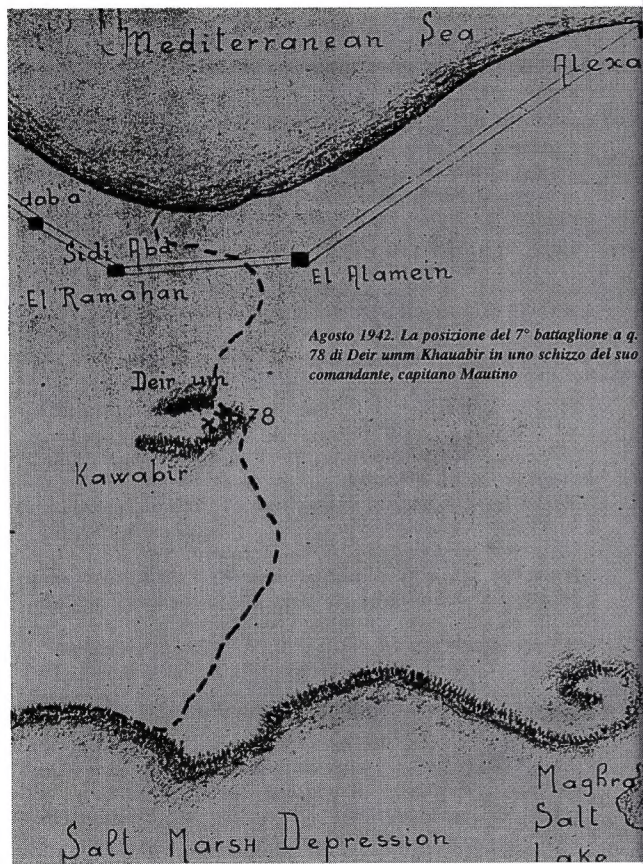 Mediterranean Sea
Alexa
dab'a
Sidi Abd
El Ramahan
El Alamein
Agosto 1942. La posizione del 7° battaglione a q.
78 di Deir umm Khauabir in uno schizzo del suo
comandante, capitano Mautino
Deir um
78
Kawabir
Maghra
Salt
Lake
Salt Marsh Depression